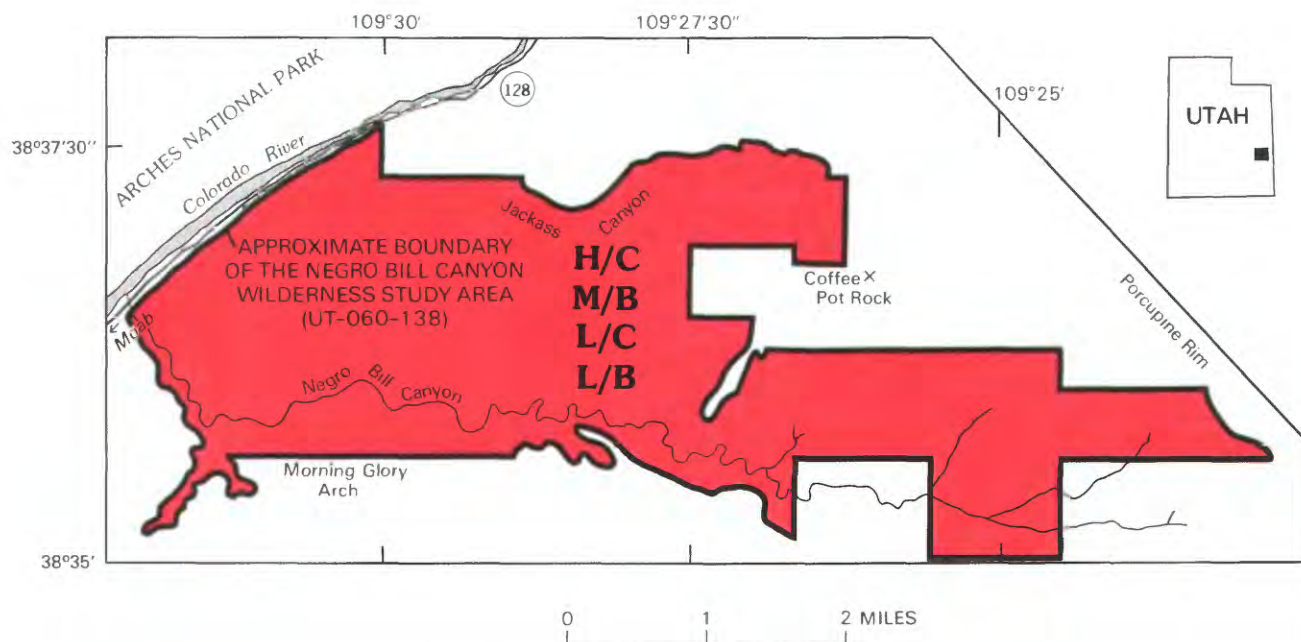 109°30'
109°27'30"
109°25'
38°37'30"
38°35'
ARCHES NATIONAL PARK
Colorado River
128
UTAH
Jackass Canyon
APPROXIMATE BOUNDARY
OF THE NEGRO BILL CANYON
WILDERNESS STUDY AREA
(UT-060-138)
H/C
M/B
L/C
L/B
Coffee ×
Pot Rock
Porcupine Rim
Moab
Negro Bill Canyon
Morning Glory
Arch
0 1 2 MILES